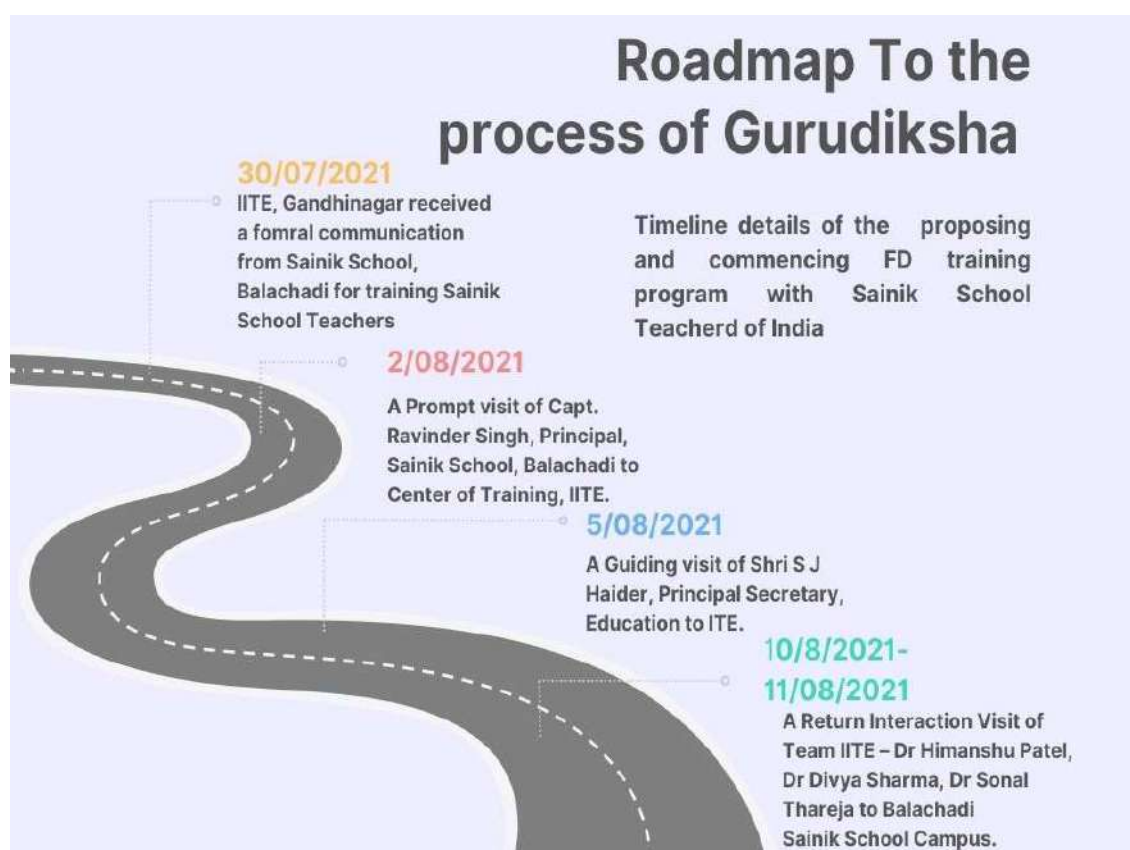 Roadmap To the
process of Gurudiksha
30/07/2021
IITE, Gandhinagar received
a fomral communication
from Sainik School,
Balachadi for training Sainik
School Teachers
Timeline details of the proposing
and commencing FD training
program with Sainik School
Teacherd of India
2/08/2021
A Prompt visit of Capt.
Ravinder Singh, Principal,
Sainik School, Balachadi to
Center of Training, IITE.
5/08/2021
A Guiding visit of Shri S J
Haider, Principal Secretary,
Education to ITE.
10/8/2021-
11/08/2021
A Return Interaction Visit of
Team IITE – Dr Himanshu Patel,
Dr Divya Sharma, Dr Sonal
Thareja to Balachadi
Sainik School Campus.